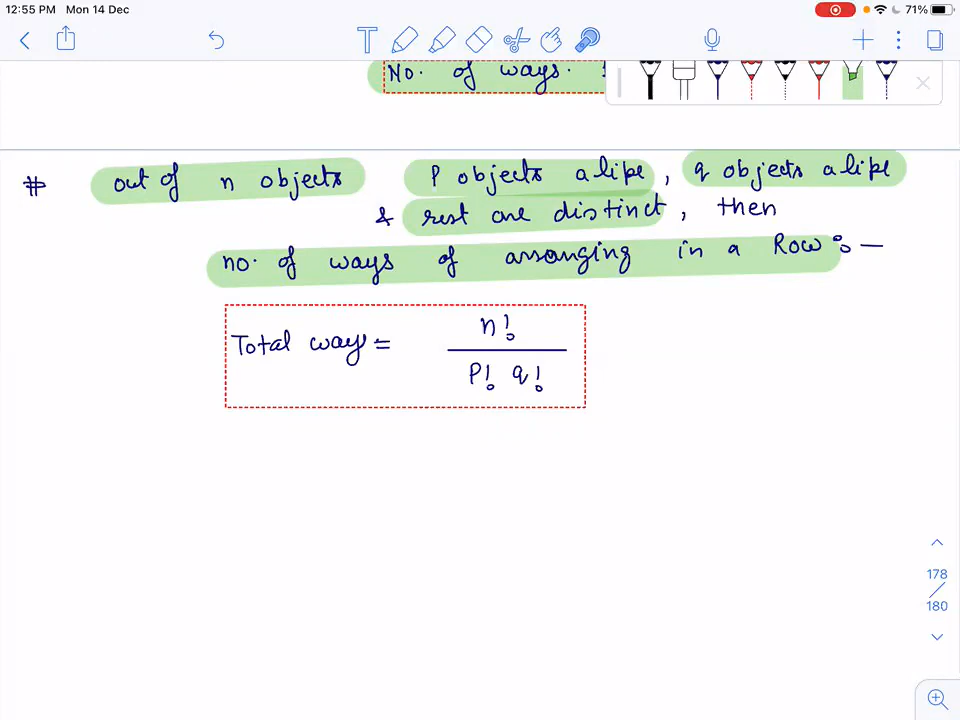 12:55 PM Mon 14 Dec
71%
No. of ways.
# out of n objects P objects alike, q objects alike
& rest are distinct, then
no. of ways of arranging in a Row :-
Total ways = n! / P! q!
178
180